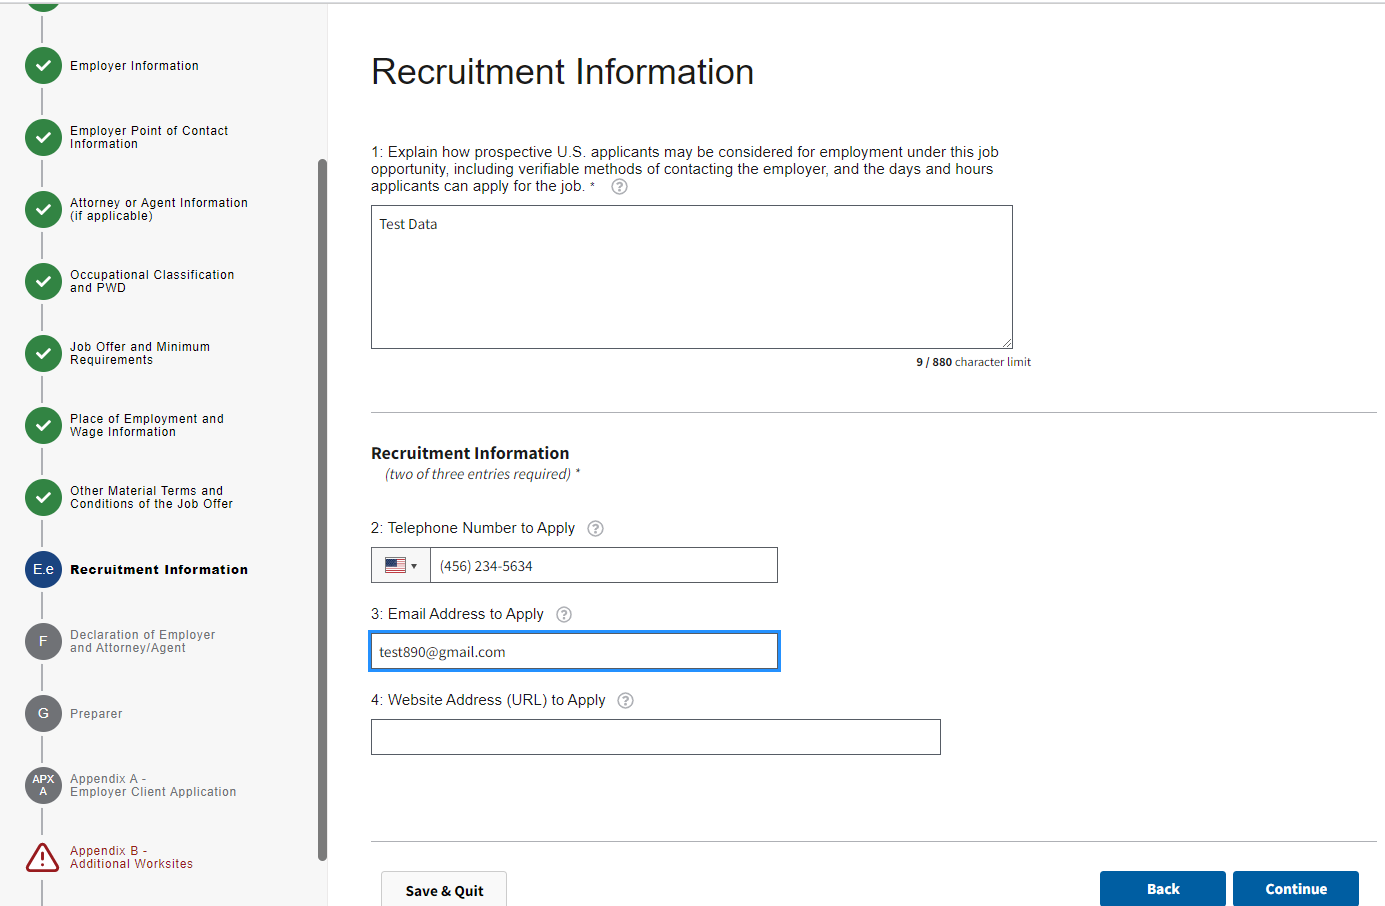 Employer Information
Employer Point of Contact
Information
Attorney or Agent Information
(if applicable)
Occupational Classification
and PWD
Job Offer and Minimum
Requirements
Place of Employment and
Wage Information
Other Material Terms and
Conditions of the Job Offer
E.e Recruitment Information
F Declaration of Employer
and Attorney/Agent
G Preparer
APX
A
Appendix A -
Employer Client Application
Appendix B -
Additional Worksites
Recruitment Information
1: Explain how prospective U.S. applicants may be considered for employment under this job
opportunity, including verifiable methods of contacting the employer, and the days and hours
applicants can apply for the job. * ?
Test Data
9 / 880 character limit
Recruitment Information
(two of three entries required) *
2: Telephone Number to Apply ?
(456) 234-5634
3: Email Address to Apply ?
test890@gmail.com
4: Website Address (URL) to Apply ?
Save & Quit
Back
Continue